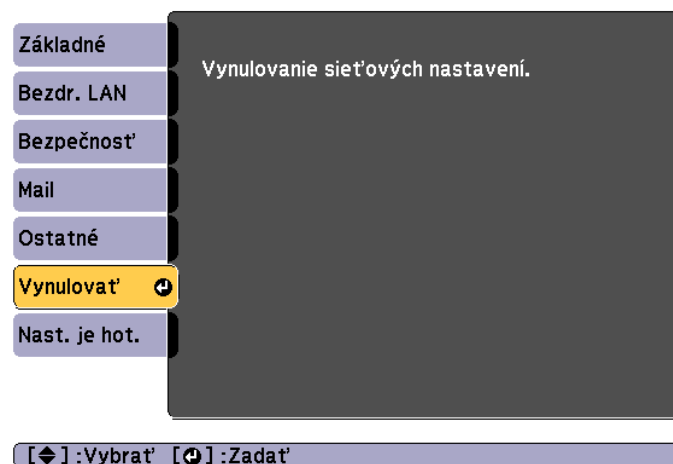 Základné
Vynulovanie sieťových nastavení.
Bezdr. LAN
Bezpečnosť
Mail
Ostatné
Vynulovať
Nast. je hot.
[◆]:Vybrať [⏎]:Zadať